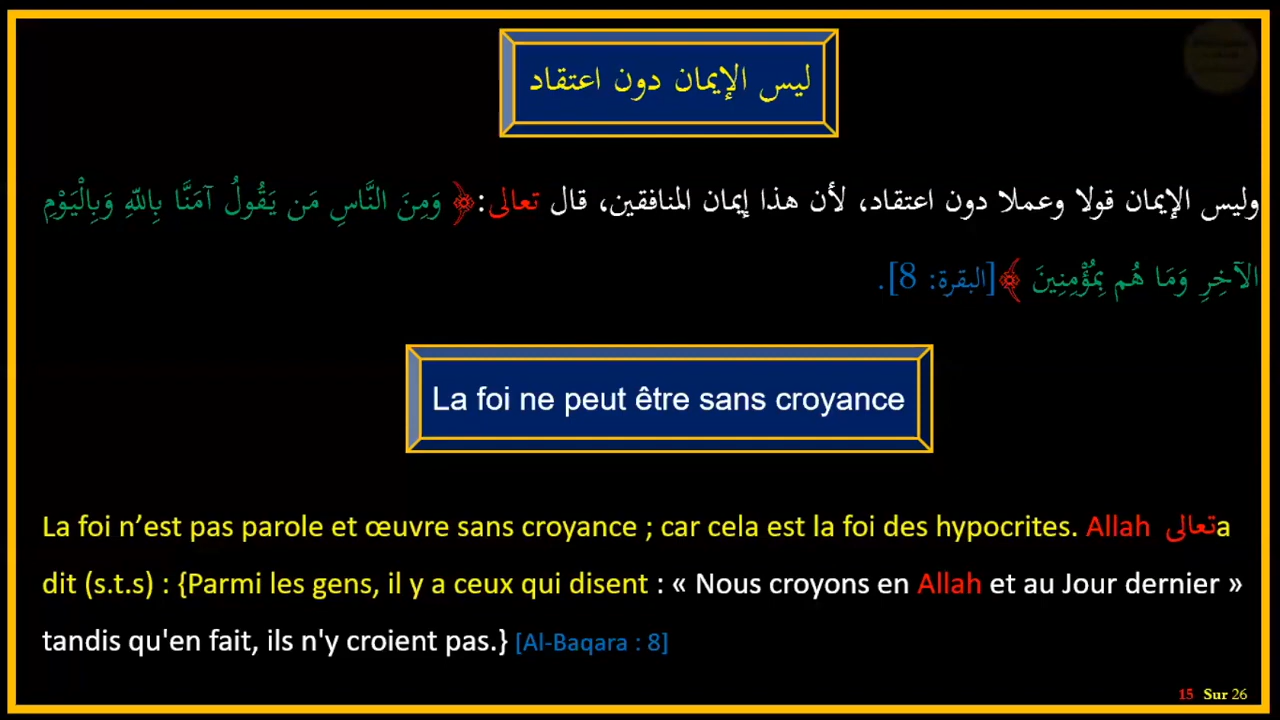 ليس الإيمان دون اعتقاد
وليس الإيمان قولا وعملا دون اعتقاد، لأن هذا إيمان المنافقين، قال تعالى:﴿ وَمِنَ النَّاسِ مَن يَقُولُ آمَنَّا بِاللّهِ وَبِالْيَوْمِ
الآخِرِ وَمَا هُم بِمُؤْمِنِينَ ﴾[البقرة: 8].
La foi ne peut être sans croyance
La foi n’est pas parole et œuvre sans croyance ; car cela est la foi des hypocrites. Allah تعالى a
dit (s.t.s) : {Parmi les gens, il y a ceux qui disent : « Nous croyons en Allah et au Jour dernier »
tandis qu'en fait, ils n'y croient pas.} [Al-Baqara : 8]
15 Sur 26